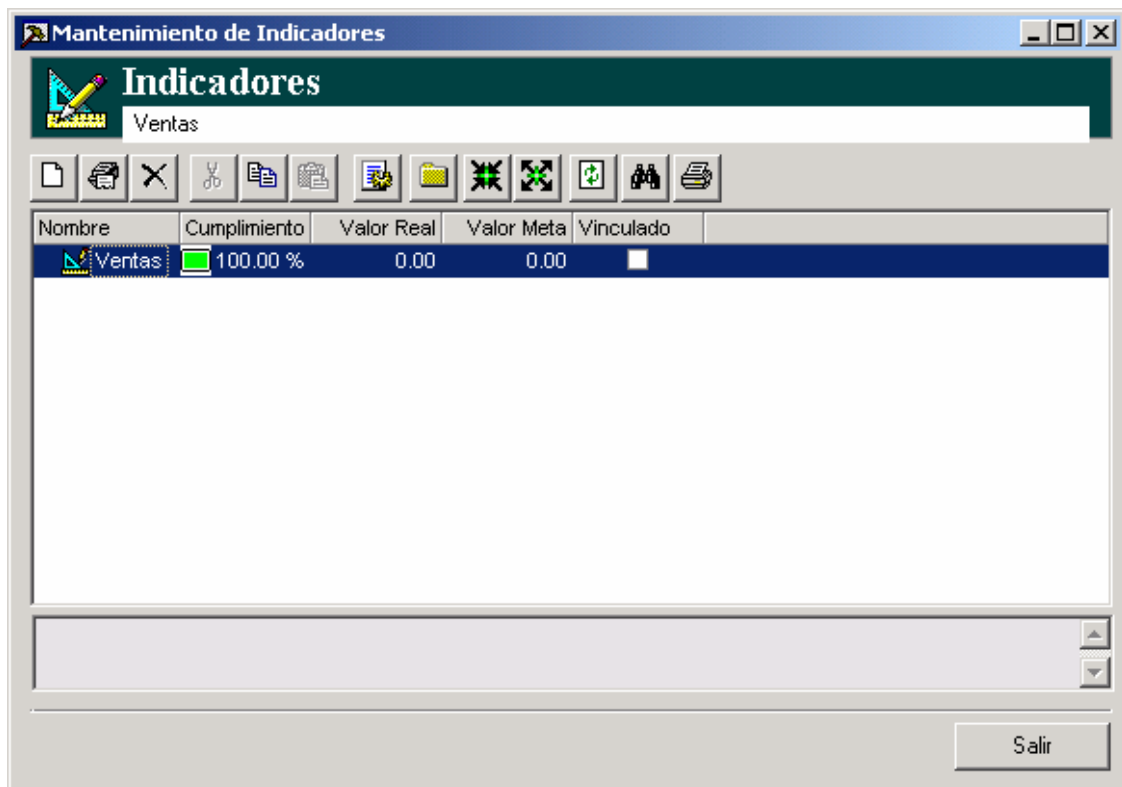 Mantenimiento de Indicadores
Indicadores
Ventas
Nombre Cumplimiento Valor Real Valor Meta Vinculado
Ventas 100.00 % 0.00 0.00
Salir